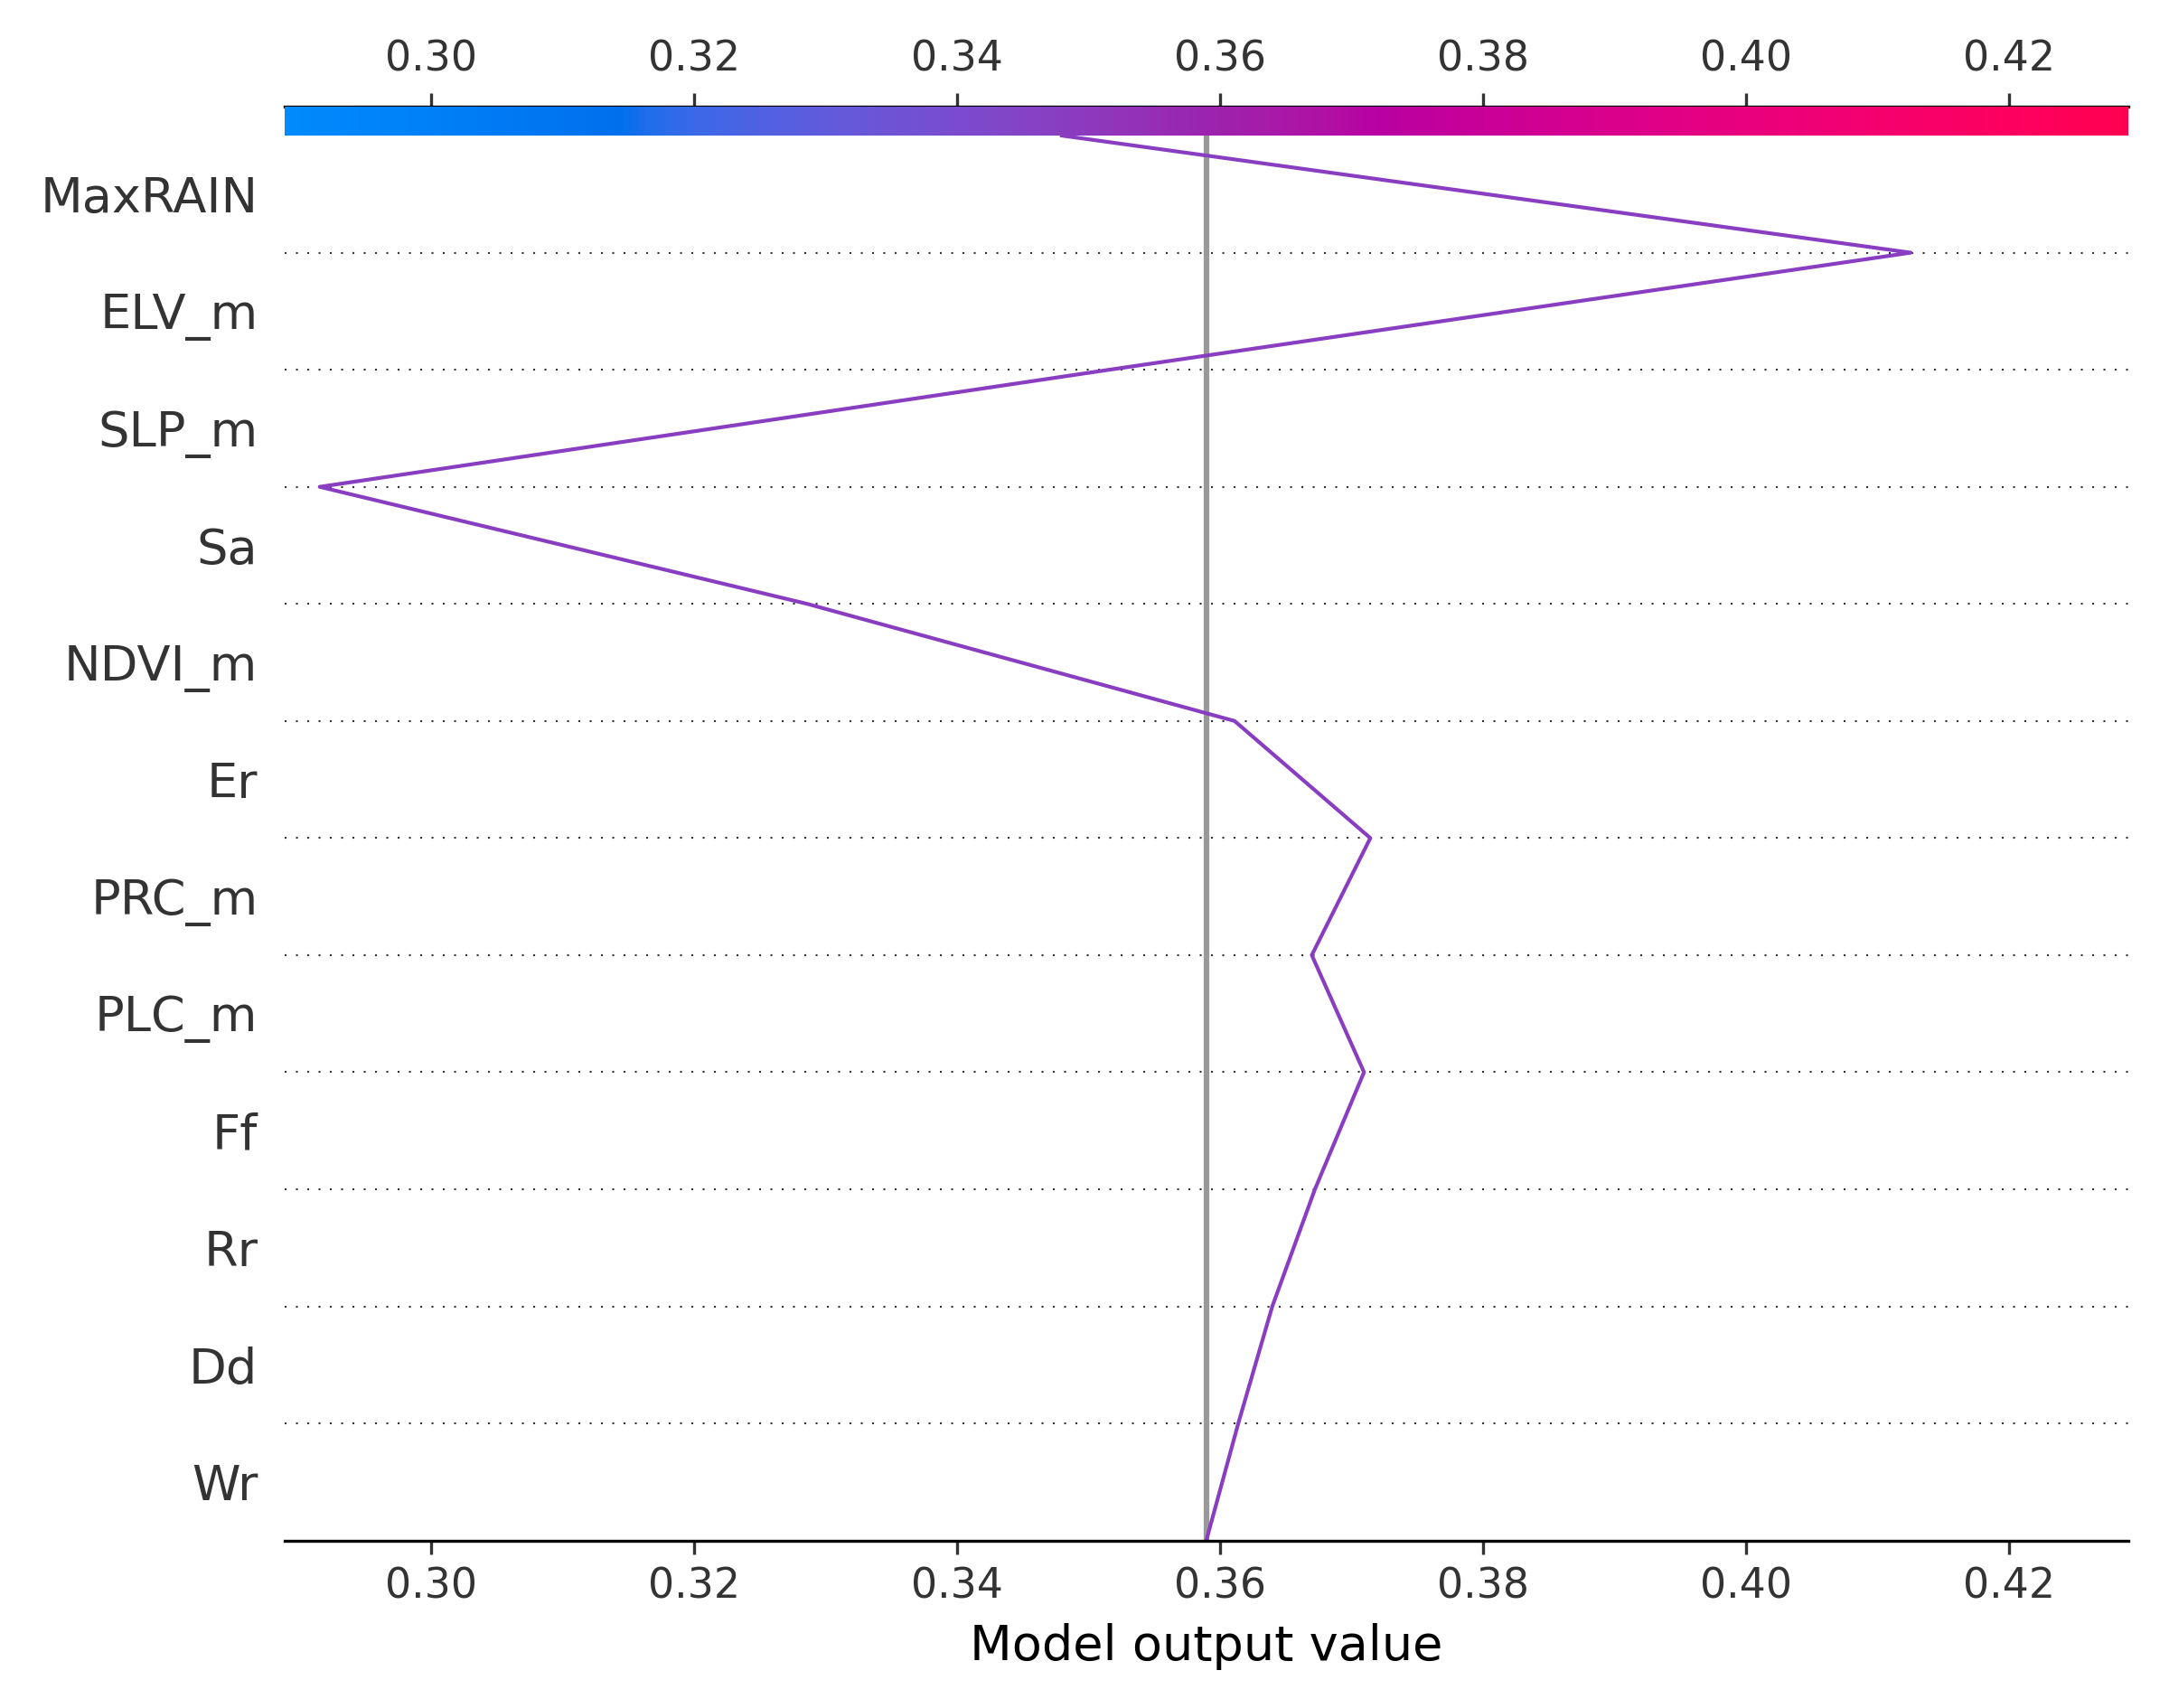 0.30 0.32 0.34 0.36 0.38 0.40 0.42
MaxRAIN
ELV_m
SLP_m
Sa
NDVI_m
Er
PRC_m
PLC_m
Ff
Rr
Dd
Wr
0.30 0.32 0.34 0.36 0.38 0.40 0.42
Model output value